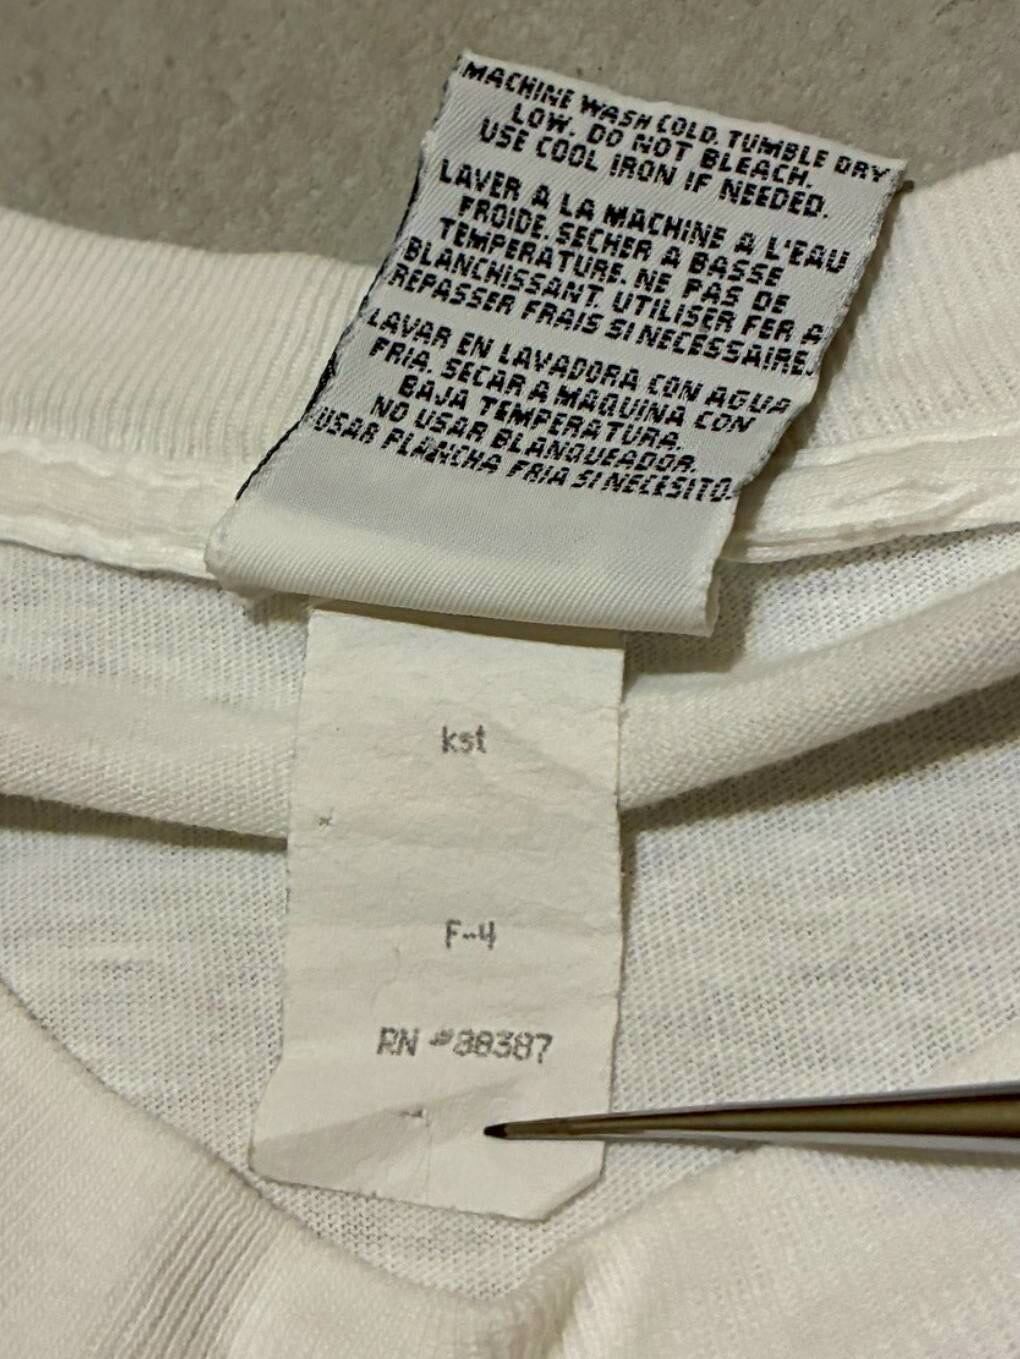 MACHINE WASH COLD. TUMBLE DRY
LOW. DO NOT BLEACH.
USE COOL IRON IF NEEDED.
LAVER A LA MACHINE A L'EAU
FROIDE. SECHER A BASSE
TEMPERATURE. NE PAS DE
BLANCHISSANT. UTILISER FER A
REPASSER FRAIS SI NECESSAIRE.
LAVAR EN LAVADORA CON AGUA
FRIA. SECAR A MAQUINA CON
BAJA TEMPERATURA.
NO USAR BLANQUEADOR.
USAR PLANCHA FRIA SI NECESITO.
kst
F-4
RN #88387